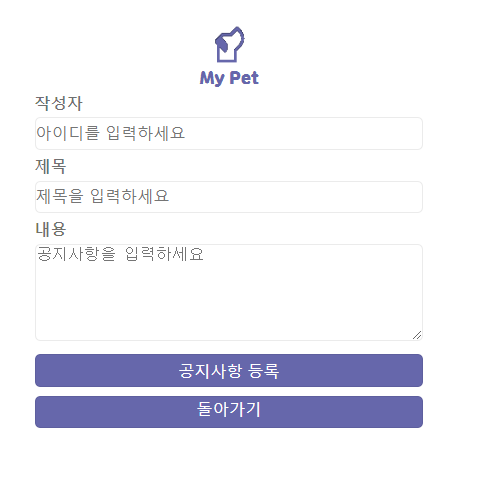 My Pet
작성자
아이디를 입력하세요
제목
제목을 입력하세요
내용
공지사항을 입력하세요
공지사항 등록
돌아가기